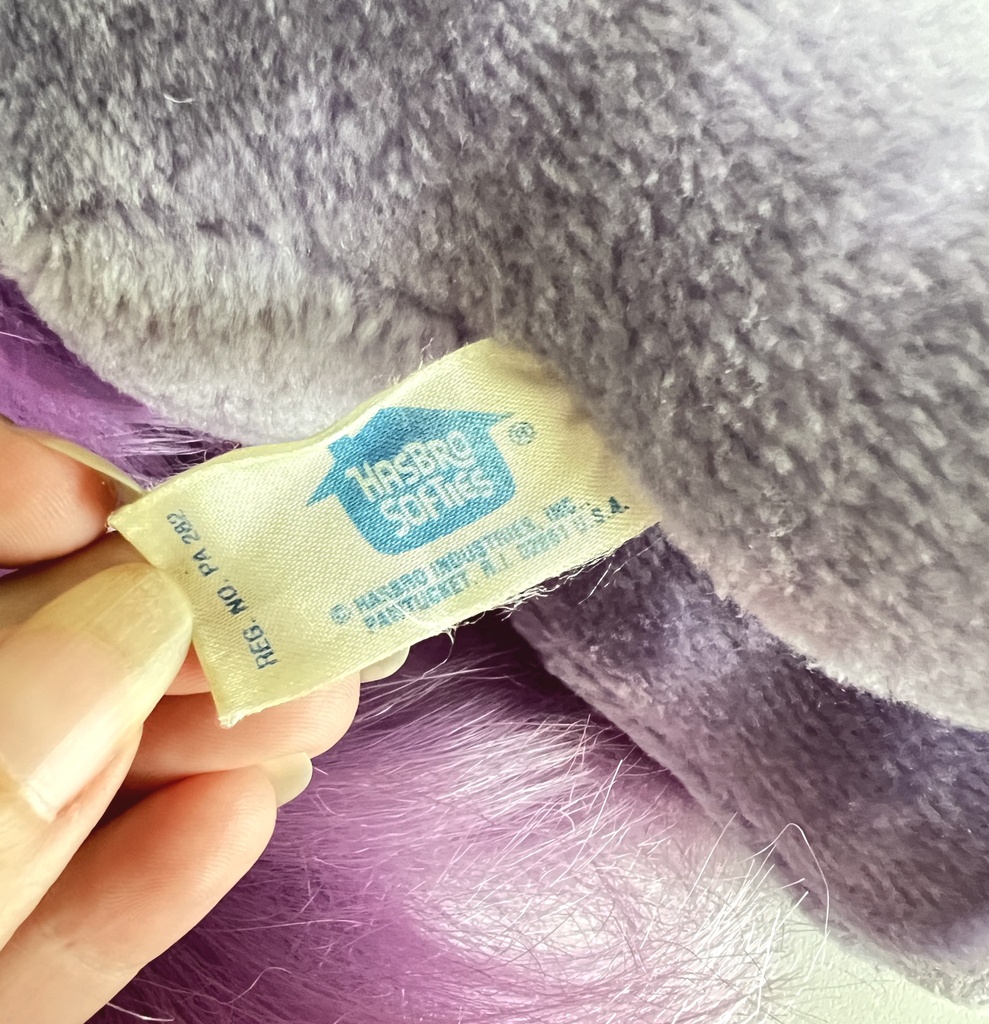 HASBRO
SOFTIES
®
© HASBRO INDUSTRIES, INC.
PAWTUCKET, R.I. 02861 U.S.A.
REG. NO. PA 282